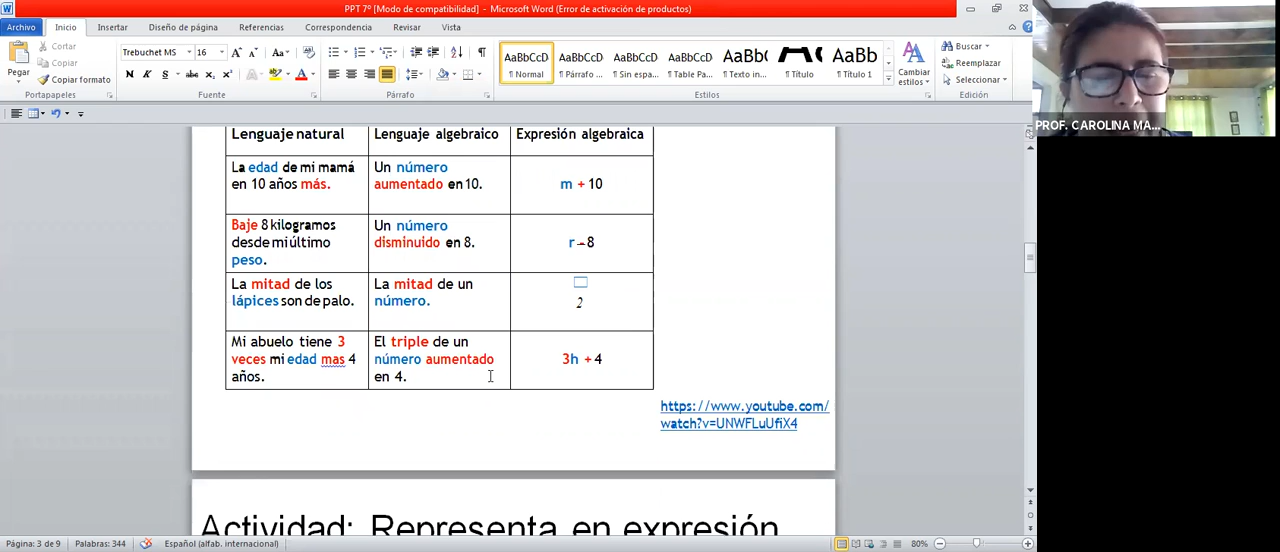 PPT 7º [Modo de compatibilidad] - Microsoft Word (Error de activación de productos)
Archivo Inicio Insertar Diseño de página Referencias Correspondencia Revisar Vista
Pegar
Cortar
Copiar
Copiar formato
Portapapeles
Trebuchet MS 16
Fuente
Párrafo
AaBbCcD AaBbCcD AaBbCcD AaBbCcD AaBb( AaBb AaBbC
¶ Normal ¶ Párrafo ... ¶ Sin espa... ¶ Table Pa... ¶ Texto in... ¶ Título ¶ Título 1
Estilos
Cambiar
estilos
Buscar
Reemplazar
Seleccionar
Edición
PROF. CAROLINA MA...
Lenguaje natural Lenguaje algebraico Expresión algebraica
La edad de mi mamá
en 10 años más.
Un número
aumentado en 10.
m + 10
Baje 8 kilogramos
desde mi último
peso.
Un número
disminuido en 8.
r – 8
La mitad de los
lápices son de palo.
La mitad de un
número.
2
Mi abuelo tiene 3
veces mi edad mas 4
años.
El triple de un
número aumentado
en 4.
3h + 4
https://www.youtube.com/
watch?v=UNWFLuUfiX4
Actividad: Representa en expresión
Página: 3 de 9 Palabras: 344 Español (alfab. internacional) 80%